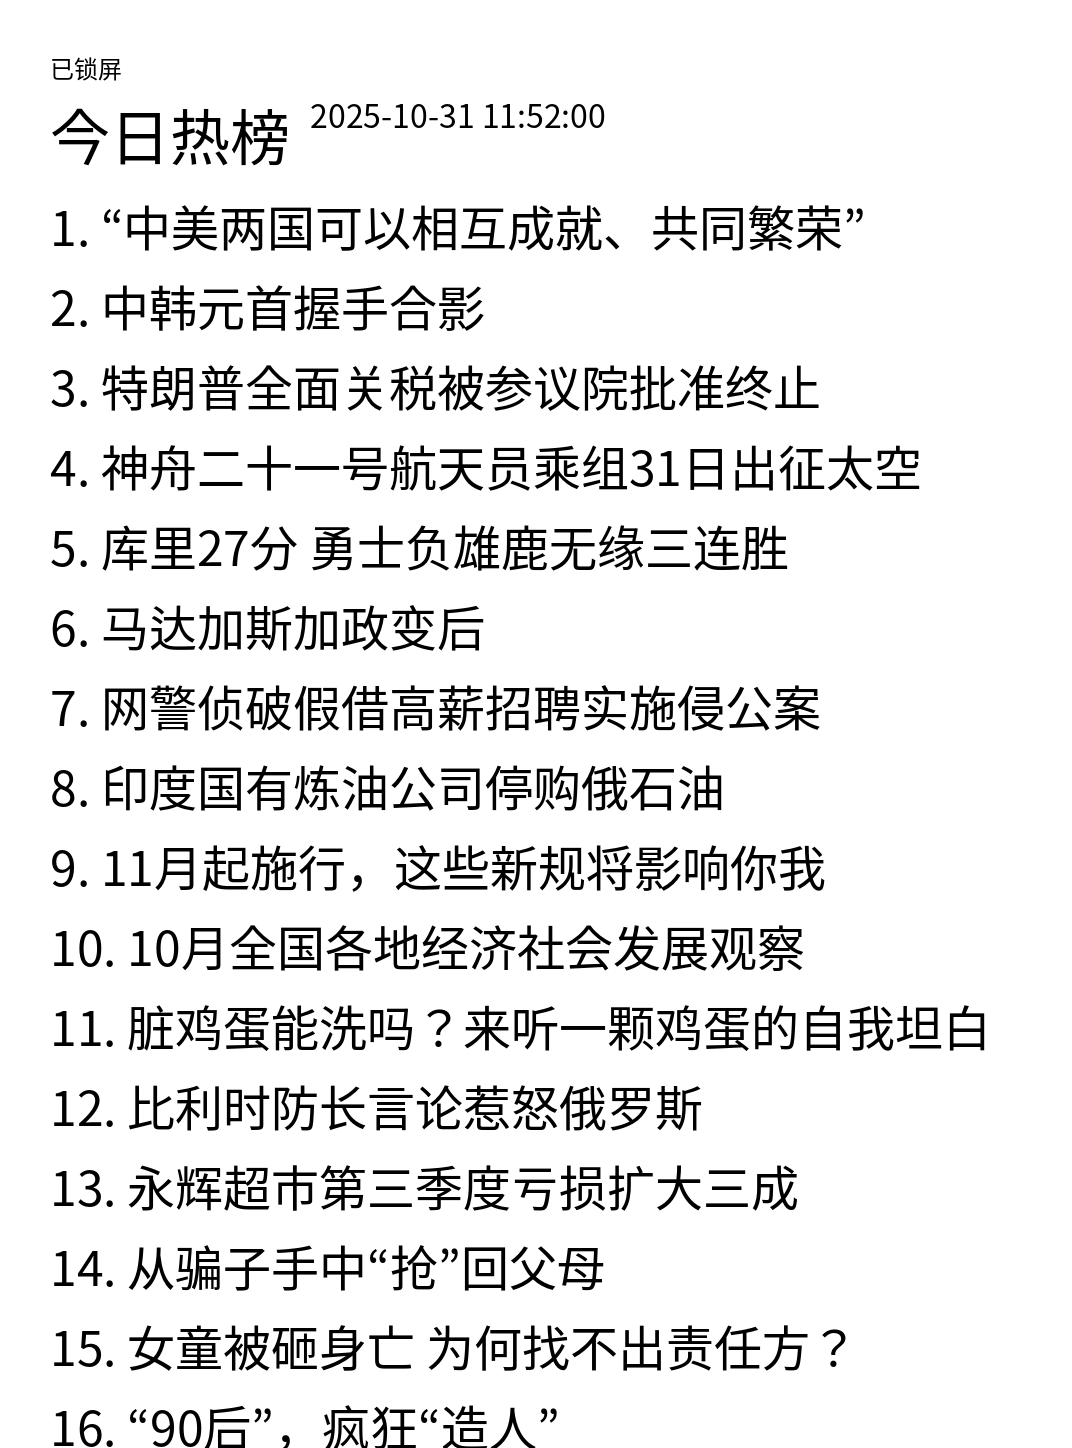 已锁屏
今日热榜 2025-10-31 11:52:00
1. “中美两国可以相互成就、共同繁荣”
2. 中韩元首握手合影
3. 特朗普全面关税被参议院批准终止
4. 神舟二十一号航天员乘组31日出征太空
5. 库里27分 勇士负雄鹿无缘三连胜
6. 马达加斯加政变后
7. 网警侦破假借高薪招聘实施侵公案
8. 印度国有炼油公司停购俄石油
9. 11月起施行，这些新规将影响你我
10. 10月全国各地经济社会发展观察
11. 脏鸡蛋能洗吗？来听一颗鸡蛋的自我坦白
12. 比利时防长言论惹怒俄罗斯
13. 永辉超市第三季度亏损扩大三成
14. 从骗子手中“抢”回父母
15. 女童被砸身亡 为何找不出责任方？
16. “90后”，疯狂“造人”